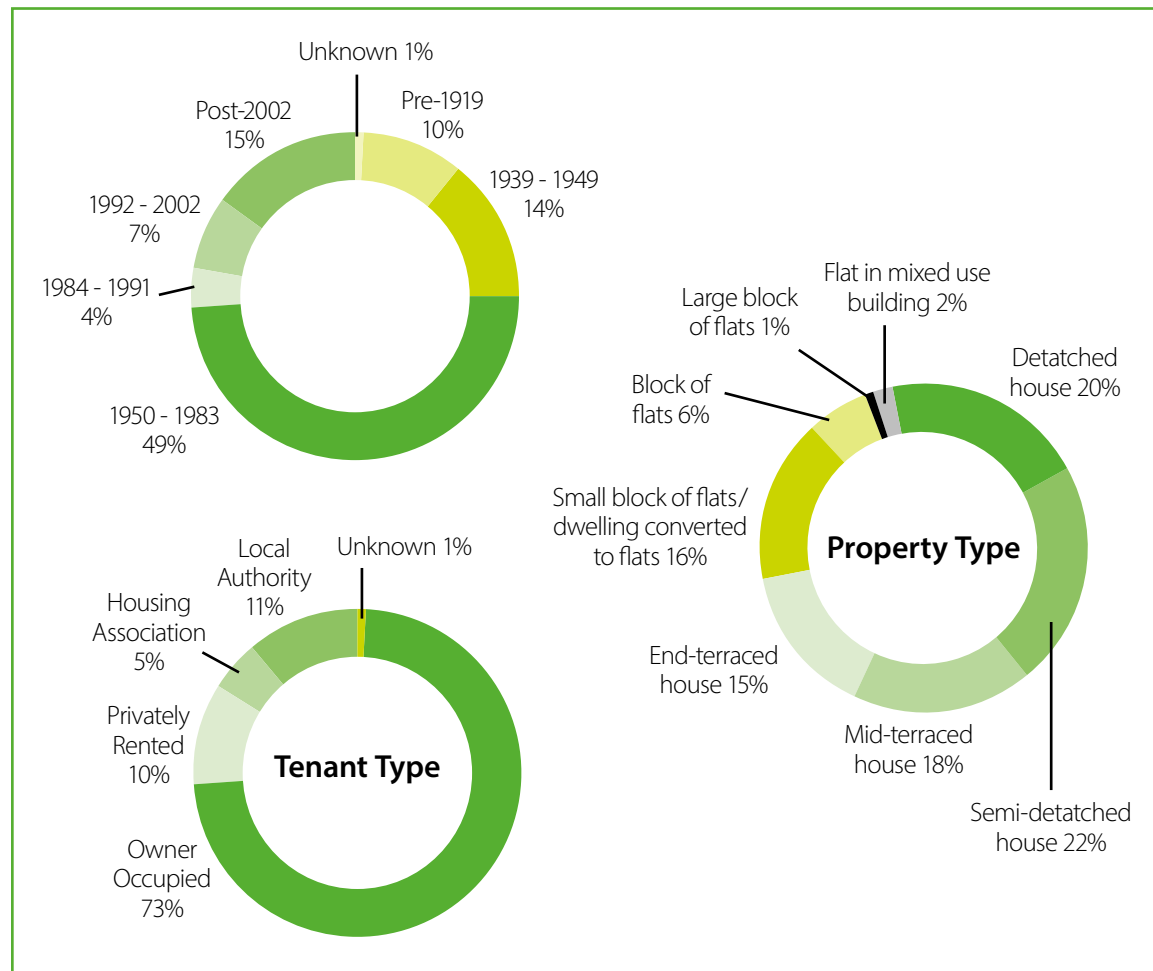 Unknown 1%
Pre-1919
10%
1939 - 1949
14%
1950 - 1983
49%
1984 - 1991
4%
1992 - 2002
7%
Post-2002
15%
Unknown 1%
Owner
Occupied
73%
Privately
Rented
10%
Housing
Association
5%
Local
Authority
11%
Tenant Type
Flat in mixed use
building 2%
Detatched
house 20%
Semi-detatched
house 22%
Mid-terraced
house 18%
End-terraced
house 15%
Small block of flats/
dwelling converted
to flats 16%
Block of
flats 6%
Large block
of flats 1%
Property Type